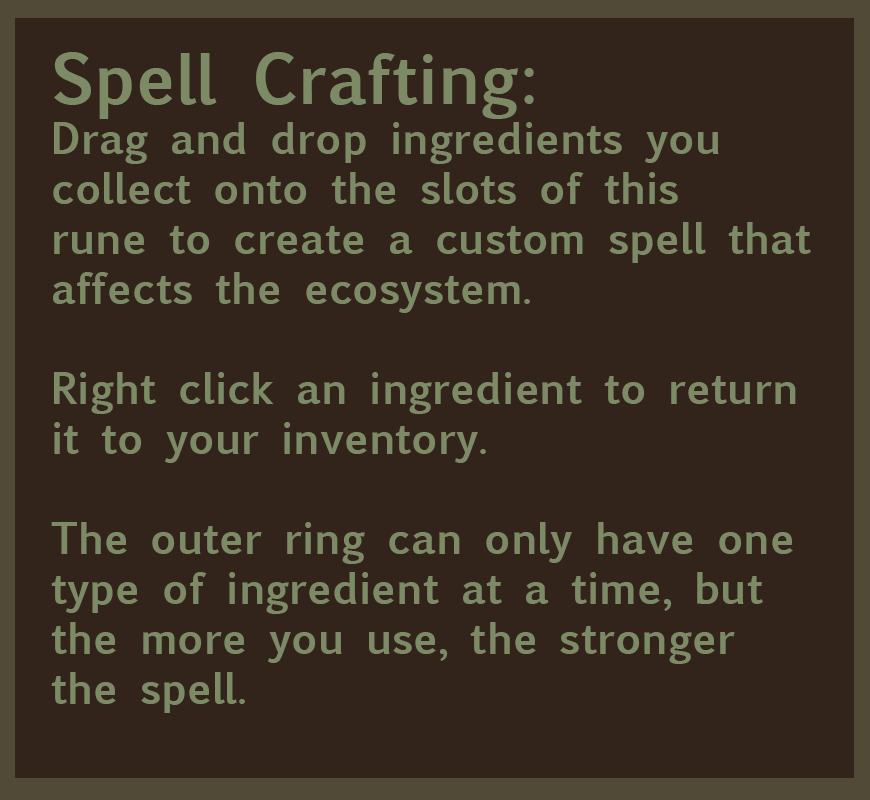 Spell Crafting:
Drag and drop ingredients you
collect onto the slots of this
rune to create a custom spell that
affects the ecosystem.
Right click an ingredient to return
it to your inventory.
The outer ring can only have one
type of ingredient at a time, but
the more you use, the stronger
the spell.